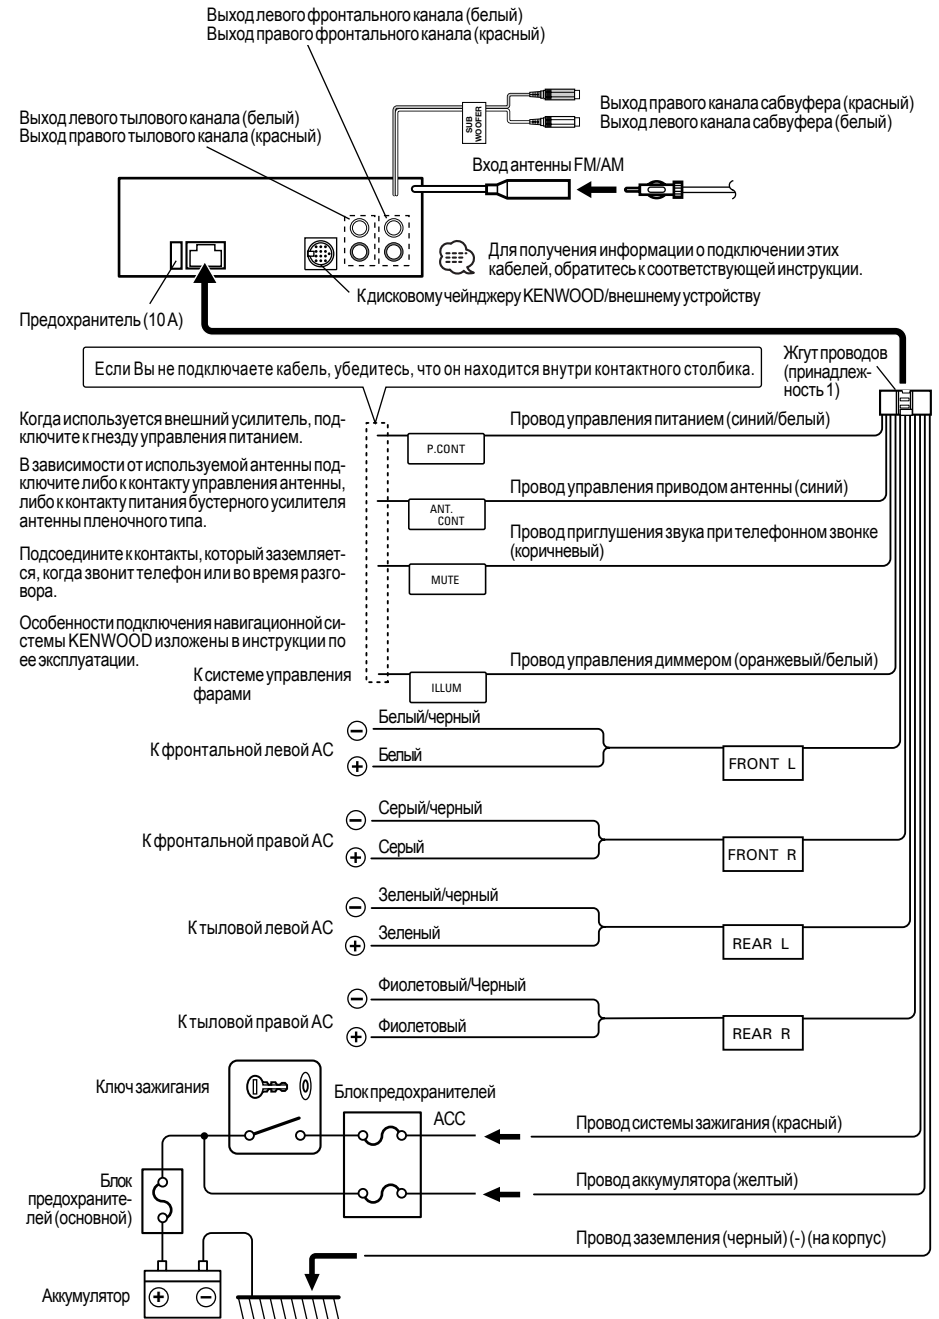 Выход левого фронтального канала (белый)
Выход правого фронтального канала (красный)
Выход левого тылового канала (белый)
Выход правого тылового канала (красный)
SUB
WOOFER
Выход правого канала сабвуфера (красный)
Выход левого канала сабвуфера (белый)
Вход антенны FM/AM
Для получения информации о подключении этих
кабелей, обратитесь к соответствующей инструкции.
К дисковому чейнджеру KENWOOD/внешнему устройству
Предохранитель (10 А)
Жгут проводов
(принадлеж-
ность 1)
Если Вы не подключаете кабель, убедитесь, что он находится внутри контактного столбика.
Когда используется внешний усилитель, под-
ключите к гнезду управления питанием.
Провод управления питанием (синий/белый)
P.CONT
В зависимости от используемой антенны под-
ключите либо к контакту управления антенны,
либо к контакту питания бустерного усилителя
антенны пленочного типа.
Провод управления приводом антенны (синий)
ANT.
CONT
Провод приглушения звука при телефонном звонке
(коричневый)
MUTE
Подсоедините к контакты, который заземляет-
ся, когда звонит телефон или во время разго-
вора.
Особенности подключения навигационной си-
стемы KENWOOD изложены в инструкции по
ее эксплуатации.
Провод управления диммером (оранжевый/белый)
К системе управления
фарами
ILLUM
Белый/черный
К фронтальной левой АС
Белый
FRONT L
Серый/черный
К фронтальной правой АС
Серый
FRONT R
Зеленый/черный
К тыловой левой АС
Зеленый
REAR L
Фиолетовый/Черный
К тыловой правой АС
Фиолетовый
REAR R
Ключ зажигания
Блок предохранителей
ACC
Провод системы зажигания (красный)
Блок
предохраните-
лей (основной)
Провод аккумулятора (желтый)
Провод заземления (черный) (-) (на корпус)
Аккумулятор